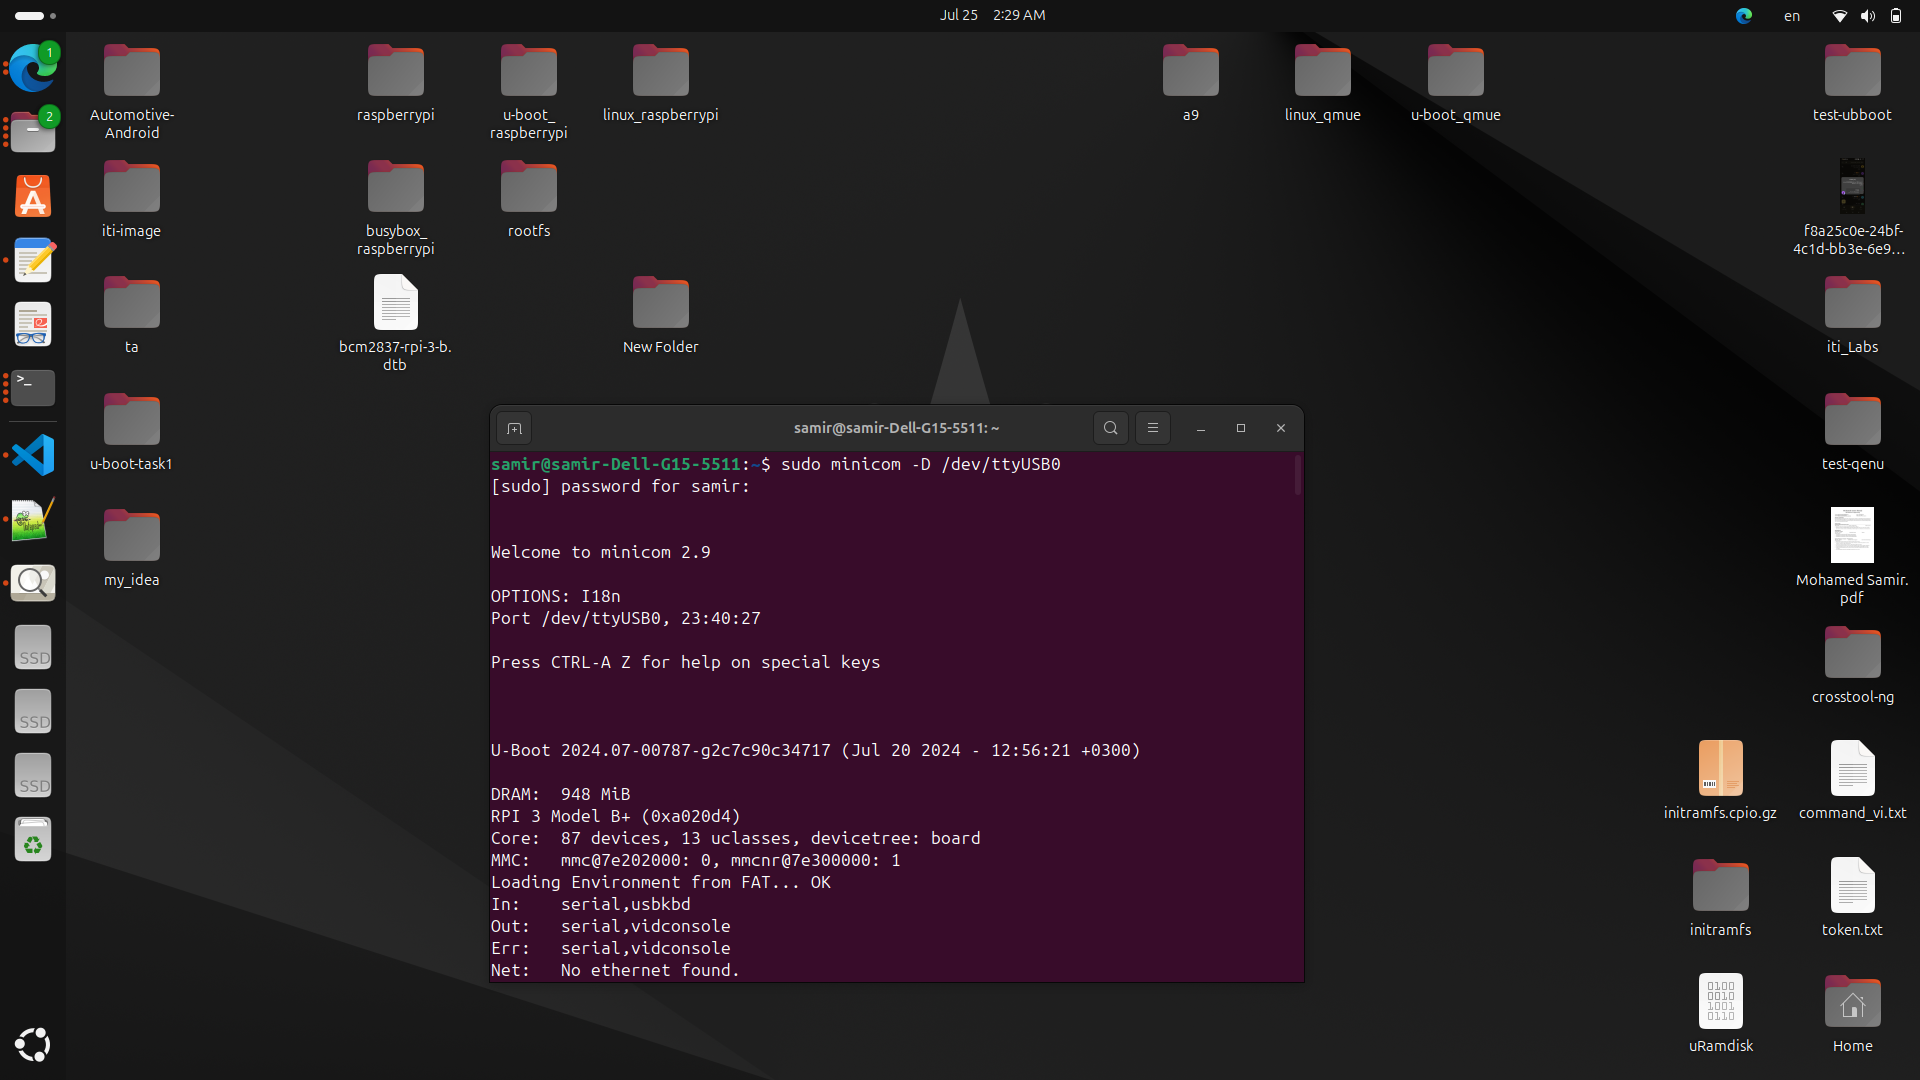 Jul 25 2:29 AM
en
1
2
Automotive-
Android
raspberrypi
u-boot_
raspberrypi
linux_raspberrypi
a9
linux_qmue
u-boot_qmue
test-ubboot
iti-image
busybox_
raspberrypi
rootfs
f8a25c0e-24bf-
4c1d-bb3e-6e9...
ta
bcm2837-rpi-3-b.
dtb
New Folder
iti_Labs
u-boot-task1
test-qenu
my_idea
Mohamed Samir.
pdf
crosstool-ng
initramfs.cpio.gz
command_vi.txt
initramfs
token.txt
uRamdisk
Home
SSD
SSD
SSD
samir@samir-Dell-G15-5511: ~
samir@samir-Dell-G15-5511:~$ sudo minicom -D /dev/ttyUSB0
[sudo] password for samir:
Welcome to minicom 2.9
OPTIONS: I18n
Port /dev/ttyUSB0, 23:40:27
Press CTRL-A Z for help on special keys
U-Boot 2024.07-00787-g2c7c90c34717 (Jul 20 2024 - 12:56:21 +0300)
DRAM:  948 MiB
RPI 3 Model B+ (0xa020d4)
Core:  87 devices, 13 uclasses, devicetree: board
MMC:   mmc@7e202000: 0, mmcnr@7e300000: 1
Loading Environment from FAT... OK
In:    serial,usbkbd
Out:   serial,vidconsole
Err:   serial,vidconsole
Net:   No ethernet found.